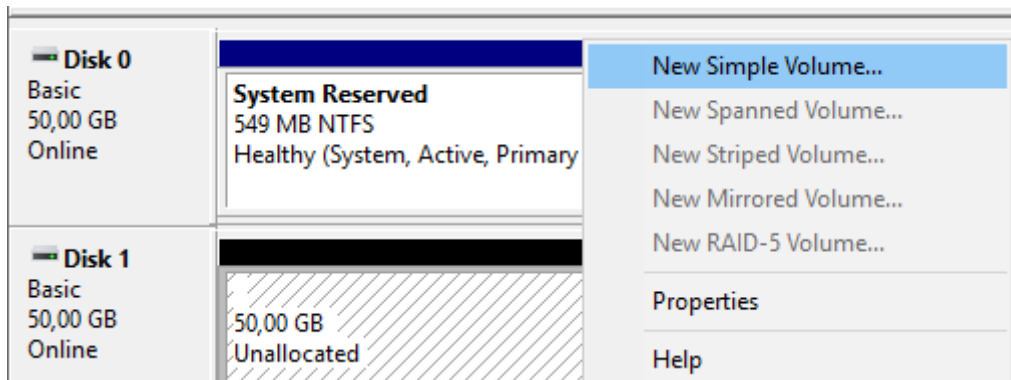 Disk 0
Basic
50,00 GB
Online
System Reserved
549 MB NTFS
Healthy (System, Active, Primary
Disk 1
Basic
50,00 GB
Online
50,00 GB
Unallocated
New Simple Volume...
New Spanned Volume...
New Striped Volume...
New Mirrored Volume...
New RAID-5 Volume...
Properties
Help